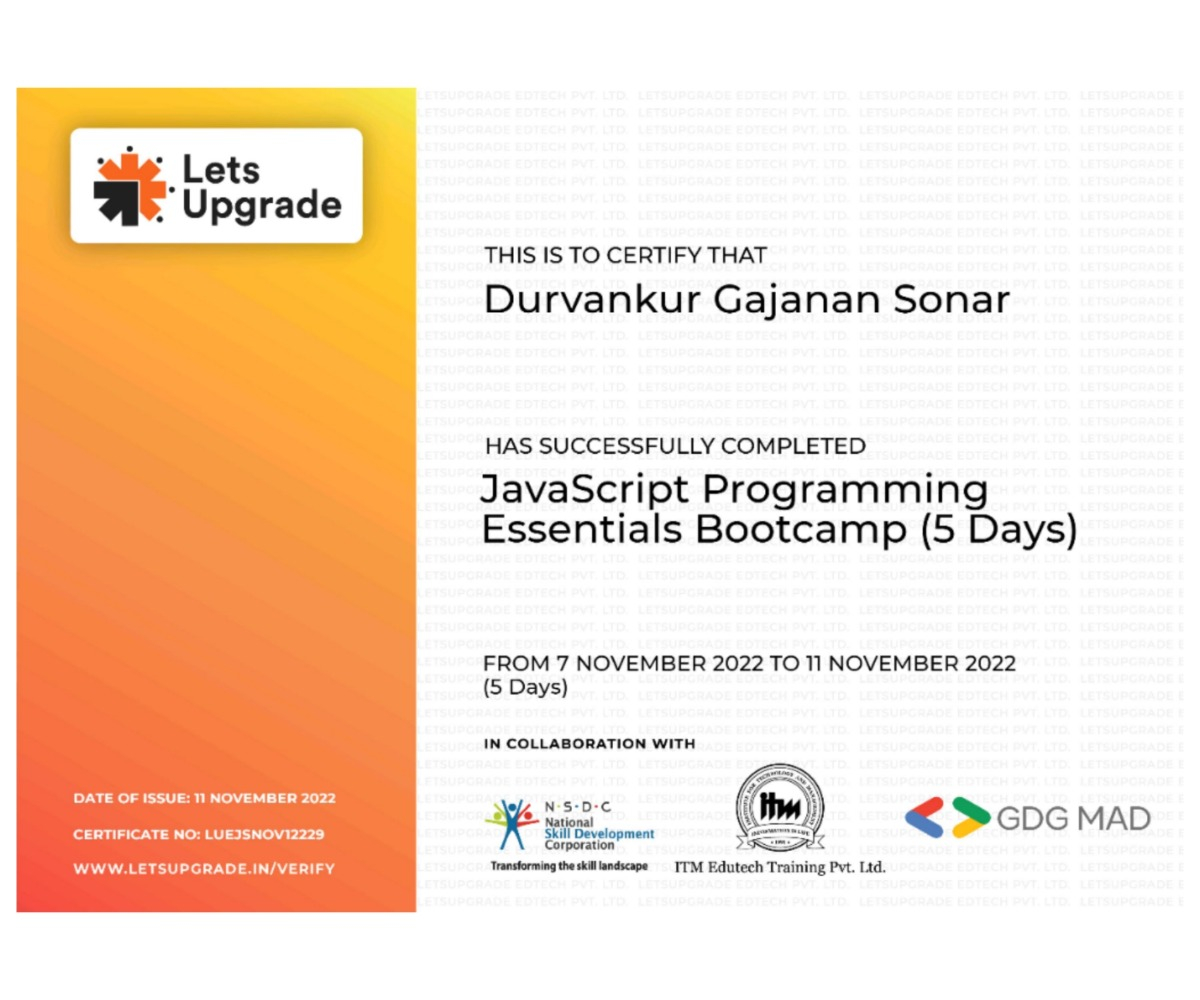 Lets
Upgrade
THIS IS TO CERTIFY THAT
Durvankur Gajanan Sonar
HAS SUCCESSFULLY COMPLETED
JavaScript Programming
Essentials Bootcamp (5 Days)
FROM 7 NOVEMBER 2022 TO 11 NOVEMBER 2022
(5 Days)
IN COLLABORATION WITH
DATE OF ISSUE: 11 NOVEMBER 2022
CERTIFICATE NO: LUEJSNOV12229
WWW.LETSUPGRADE.IN/VERIFY
N·S·D·C
National
Skill Development
Corporation
Transforming the skill landscape
itm
ITM Edutech Training Pvt. Ltd.
GDG MAD
LETSUPGRADE EDTECH PVT. LTD.